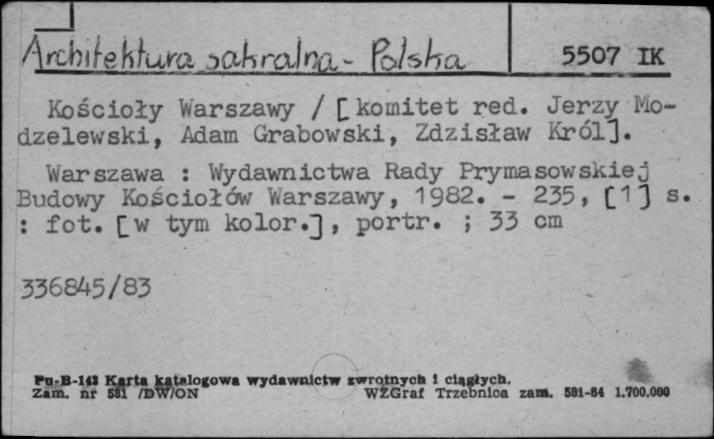 Architektura sakralna - Polska
5507 IK
Kościoły Warszawy / [komitet red. Jerzy Mo-
dzelewski, Adam Grabowski, Zdzisław Król].
Warszawa : Wydawnictwa Rady Prymasowskiej
Budowy Kościołów Warszawy, 1982. - 235, [1] s.
: fot. [w tym kolor.], portr. ; 33 cm
336845/83
Pu-B-143 Karta katalogowa wydawnictw zwrotnych i ciągłych.
Zam. nr 581 /DW/ON WZGraf Trzebnica zam. 581-84 1.700.000